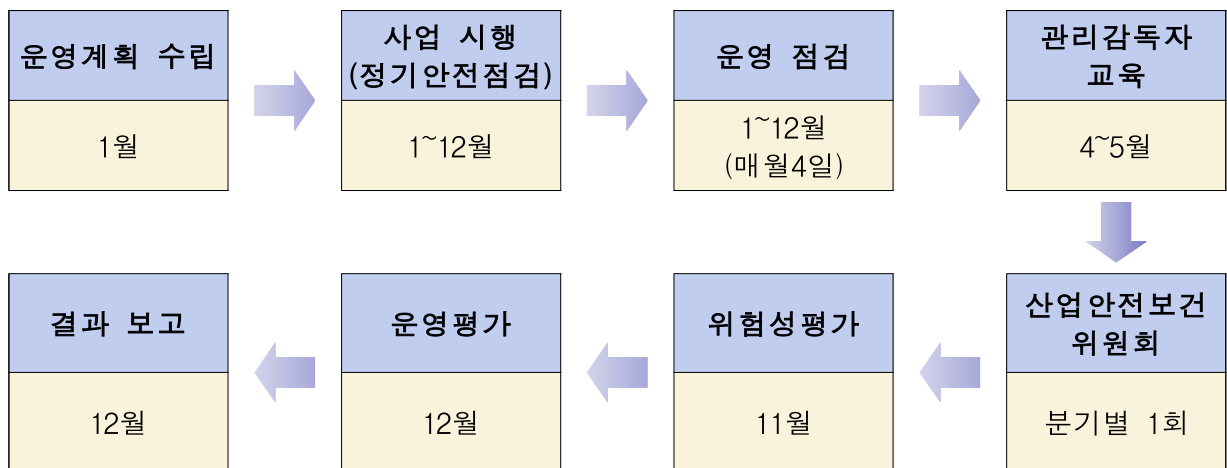 운영계획 수립
1월
사업 시행
(정기안전점검)
1~12월
운영 점검
1~12월
(매월4일)
관리감독자
교육
4~5월
산업안전보건
위원회
분기별 1회
위험성평가
11월
운영평가
12월
결과 보고
12월